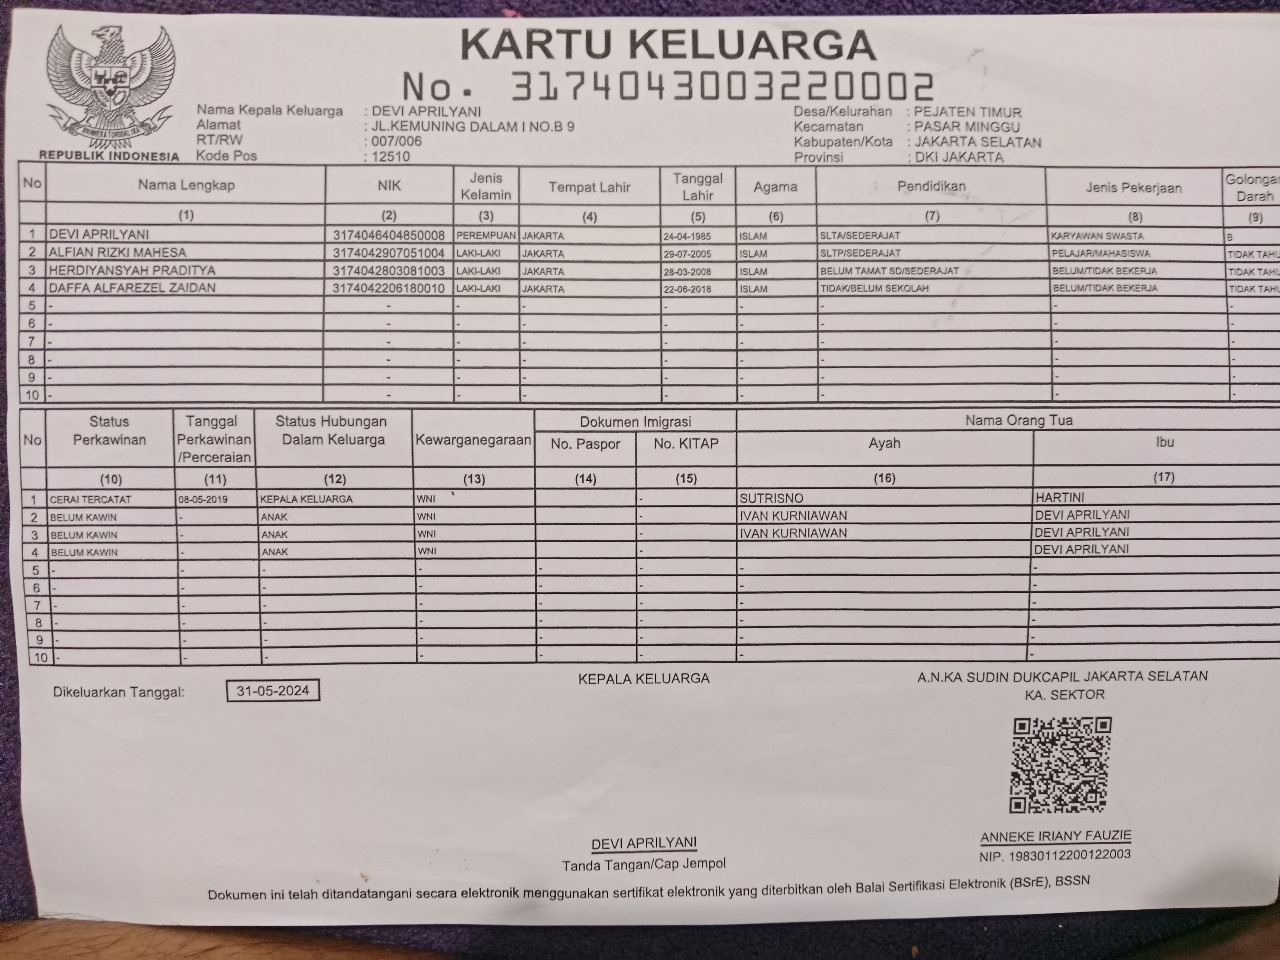 KARTU KELUARGA
No. 3174043003220002
REPUBLIK INDONESIA
Nama Kepala Keluarga : DEVI APRILYANI
Alamat : JL.KEMUNING DALAM I NO.B 9
RT/RW : 007/006
Kode Pos : 12510
Desa/Kelurahan : PEJATEN TIMUR
Kecamatan : PASAR MINGGU
Kabupaten/Kota : JAKARTA SELATAN
Provinsi : DKI JAKARTA
No Nama Lengkap NIK Jenis Kelamin Tempat Lahir Tanggal Lahir Agama Pendidikan Jenis Pekerjaan Golongan Darah
(1) (2) (3) (4) (5) (6) (7) (8) (9)
1 DEVI APRILYANI 3174046404850008 PEREMPUAN JAKARTA 24-04-1985 ISLAM SLTA/SEDERAJAT KARYAWAN SWASTA B
2 ALFIAN RIZKI MAHESA 3174042907051004 LAKI-LAKI JAKARTA 29-07-2005 ISLAM SLTP/SEDERAJAT PELAJAR/MAHASISWA TIDAK TAHU
3 HERDIYANSYAH PRADITYA 3174042803081003 LAKI-LAKI JAKARTA 28-03-2008 ISLAM BELUM TAMAT SD/SEDERAJAT BELUM/TIDAK BEKERJA TIDAK TAHU
4 DAFFA ALFAREZEL ZAIDAN 3174042206180010 LAKI-LAKI JAKARTA 22-06-2018 ISLAM TIDAK/BELUM SEKOLAH BELUM/TIDAK BEKERJA TIDAK TAHU
5 - - - - - - - - -
6 - - - - - - - - -
7 - - - - - - - - -
8 - - - - - - - - -
9 - - - - - - - - -
10 - - - - - - - - -
No Status Perkawinan Tanggal Perkawinan /Perceraian Status Hubungan Dalam Keluarga Kewarganegaraan Dokumen Imigrasi Nama Orang Tua
No. Paspor No. KITAP Ayah Ibu
(10) (11) (12) (13) (14) (15) (16) (17)
1 CERAI TERCATAT 08-05-2019 KEPALA KELUARGA WNI - SUTRISNO HARTINI
2 BELUM KAWIN - ANAK WNI - IVAN KURNIAWAN DEVI APRILYANI
3 BELUM KAWIN - ANAK WNI - IVAN KURNIAWAN DEVI APRILYANI
4 BELUM KAWIN - ANAK WNI - DEVI APRILYANI
5 - - - - - - - -
6 - - - - - - - -
7 - - - - - - - -
8 - - - - - - - -
9 - - - - - - - -
10 - - - - - - - -
Dikeluarkan Tanggal: 31-05-2024
KEPALA KELUARGA
DEVI APRILYANI
Tanda Tangan/Cap Jempol
A.N.KA SUDIN DUKCAPIL JAKARTA SELATAN
KA. SEKTOR
ANNEKE IRIANY FAUZIE
NIP. 19830112200122003
Dokumen ini telah ditandatangani secara elektronik menggunakan sertifikat elektronik yang diterbitkan oleh Balai Sertifikasi Elektronik (BSrE), BSSN